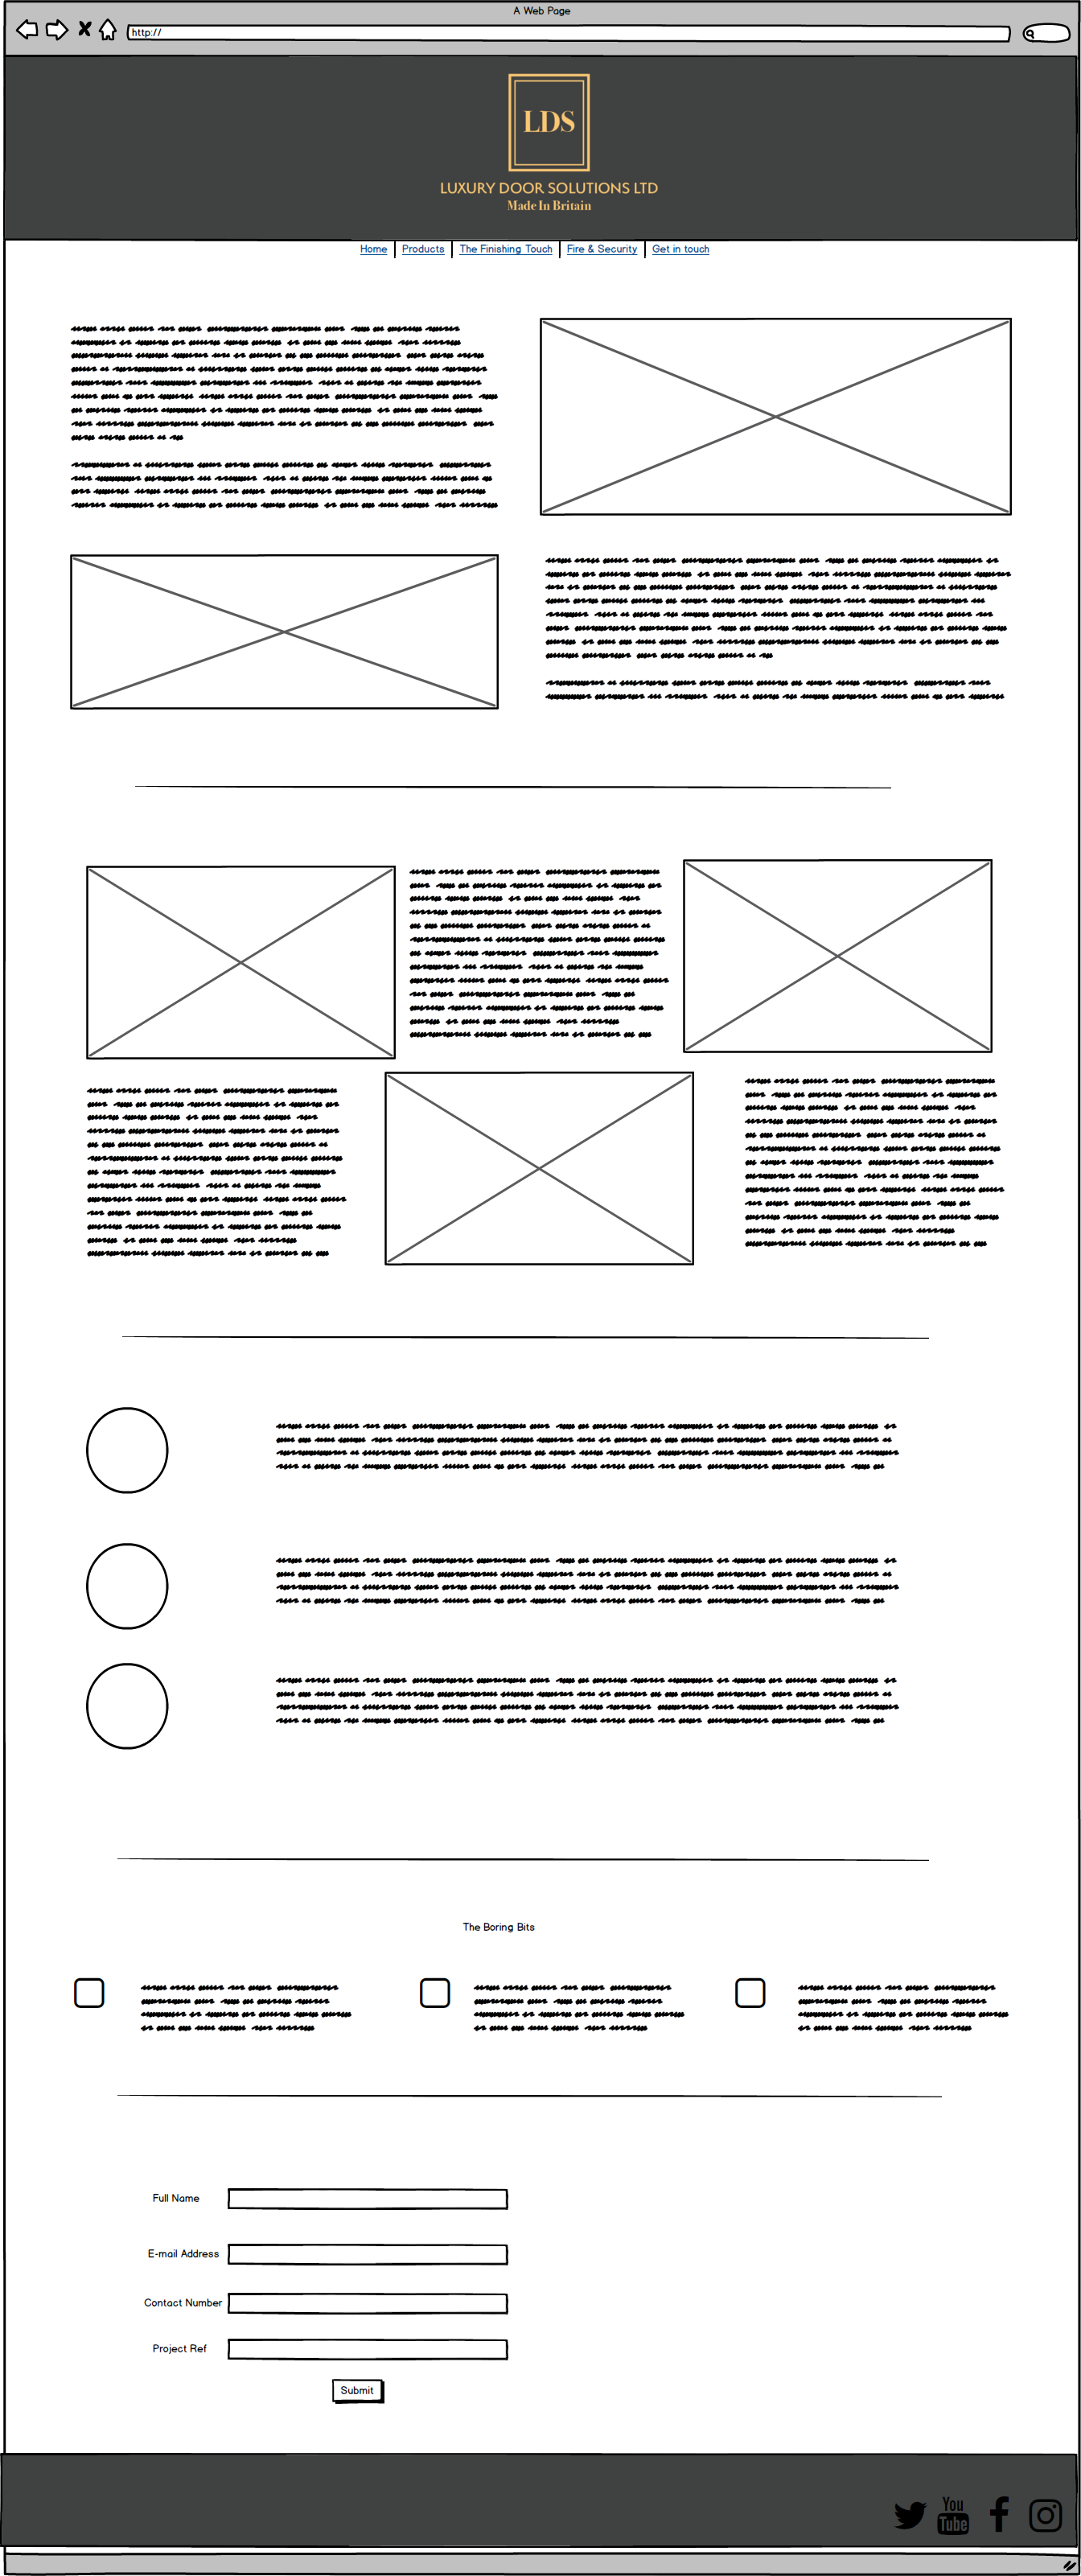 A Web Page
http://
LDS
LUXURY DOOR SOLUTIONS LTD
Made In Britain
Home Products The Finishing Touch Fire & Security Get in touch
The Boring Bits
Full Name
E-mail Address
Contact Number
Project Ref
Submit
You
Tube